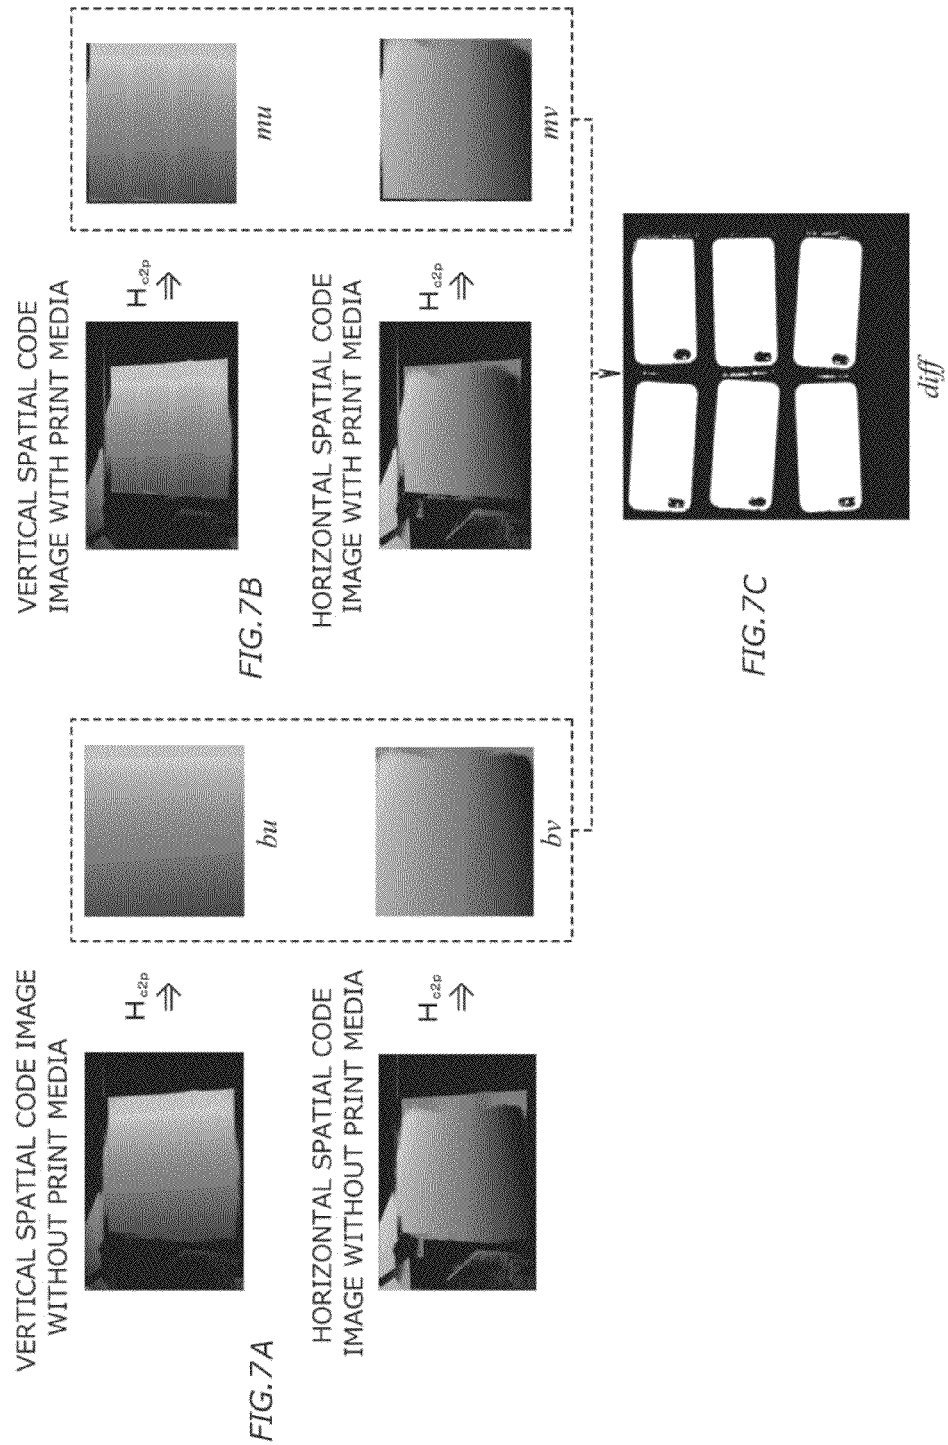 VERTICAL SPATIAL CODE IMAGE
WITHOUT PRINT MEDIA
H c2p
⇒
bu
FIG.7A
HORIZONTAL SPATIAL CODE
IMAGE WITHOUT PRINT MEDIA
H c2p
⇒
bv
VERTICAL SPATIAL CODE
IMAGE WITH PRINT MEDIA
H c2p
⇒
mu
FIG.7B
HORIZONTAL SPATIAL CODE
IMAGE WITH PRINT MEDIA
H c2p
⇒
mv
FIG.7C
diff